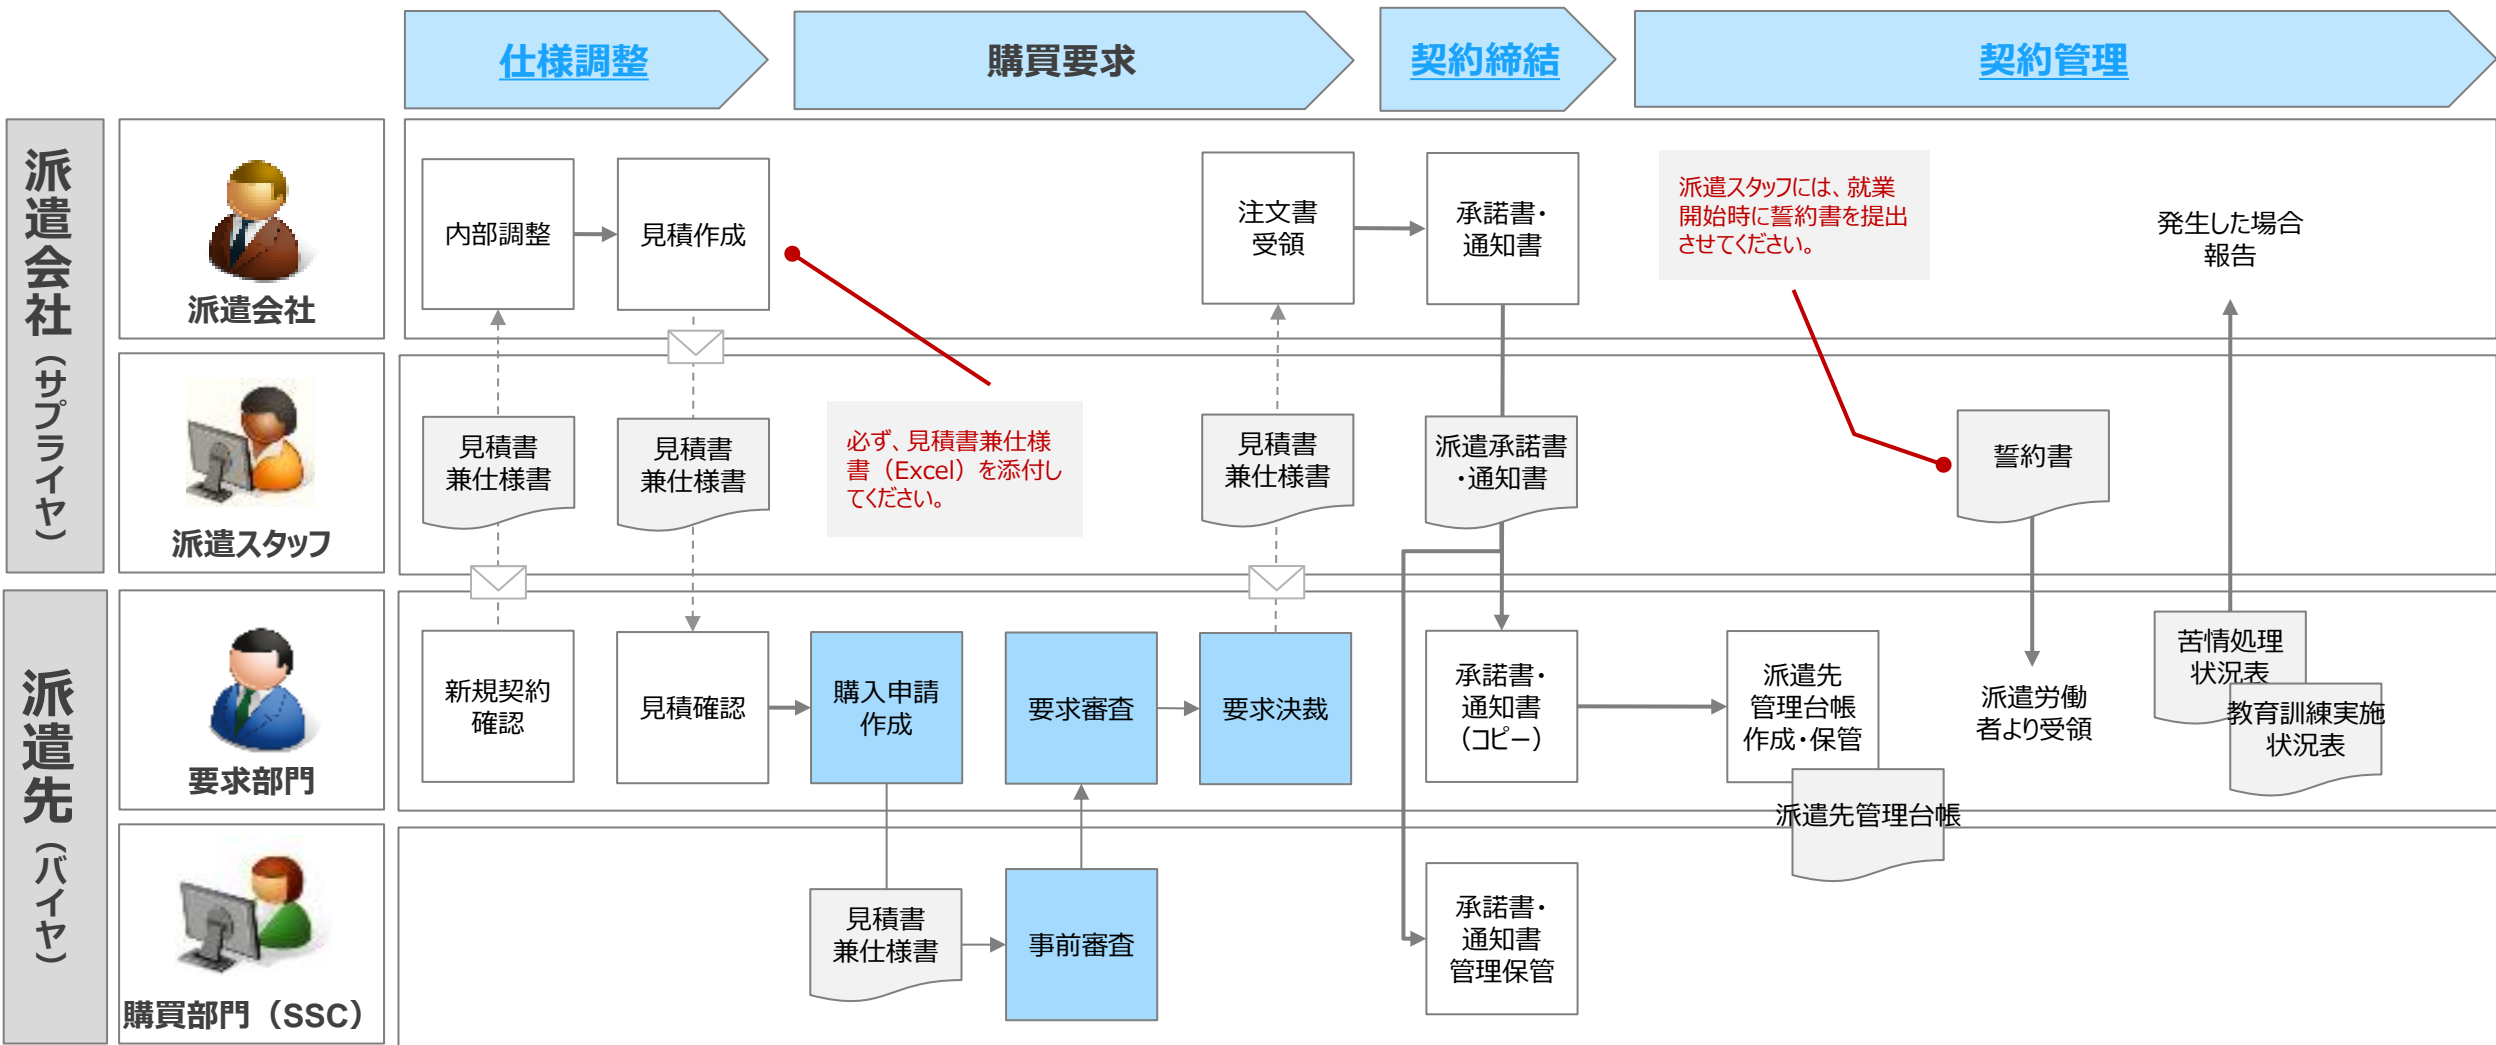 仕様調整
購買要求
契約締結
契約管理
派遣会社（サプライヤ）
派遣会社
内部調整
見積作成
注文書
受領
承諾書・
通知書
派遣スタッフには、就業
開始時に誓約書を提出
させてください。
発生した場合
報告
派遣スタッフ
見積書
兼仕様書
見積書
兼仕様書
必ず、見積書兼仕様
書（Excel）を添付し
てください。
見積書
兼仕様書
派遣承諾書
・通知書
誓約書
派遣先（バイヤ）
要求部門
新規契約
確認
見積確認
購入申請
作成
要求審査
要求決裁
承諾書・
通知書
（コピー）
派遣先
管理台帳
作成・保管
派遣先管理台帳
派遣労働
者より受領
苦情処理
状況表
教育訓練実施
状況表
購買部門（SSC）
見積書
兼仕様書
事前審査
承諾書・
通知書
管理保管